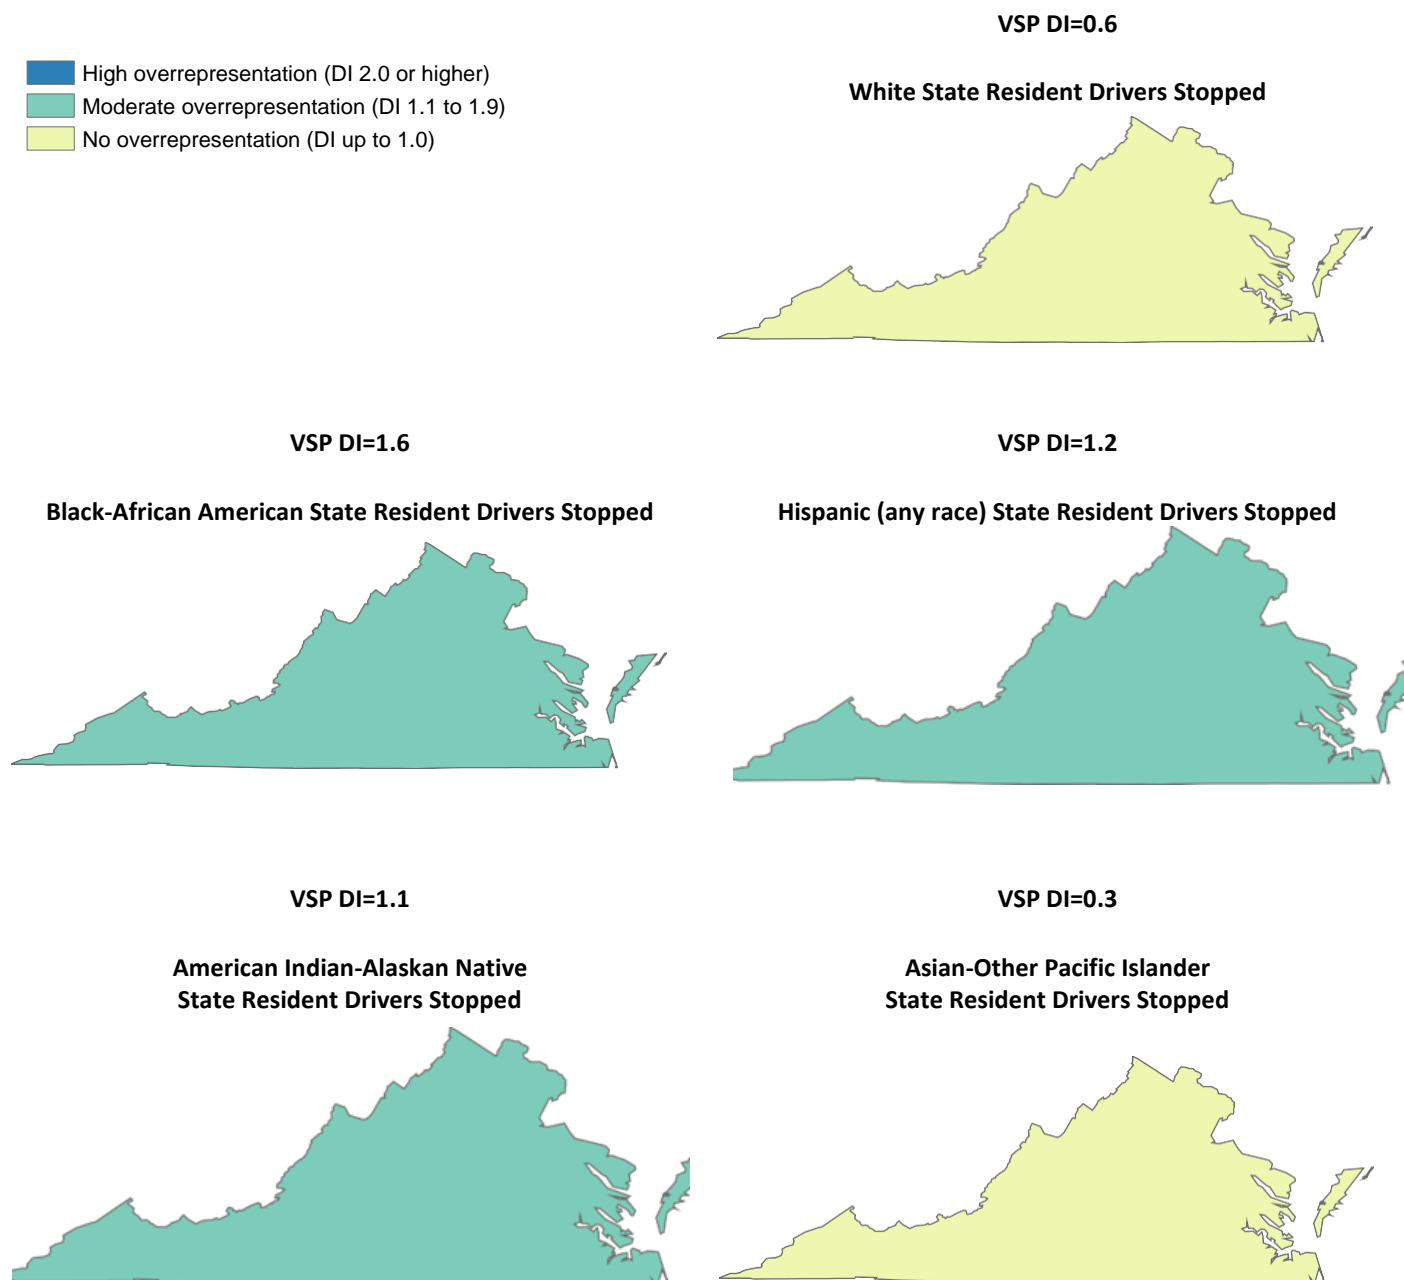 VSP DI=0.6
High overrepresentation (DI 2.0 or higher)
Moderate overrepresentation (DI 1.1 to 1.9)
No overrepresentation (DI up to 1.0)
White State Resident Drivers Stopped
VSP DI=1.6
Black-African American State Resident Drivers Stopped
VSP DI=1.2
Hispanic (any race) State Resident Drivers Stopped
VSP DI=1.1
American Indian-Alaskan Native
State Resident Drivers Stopped
VSP DI=0.3
Asian-Other Pacific Islander
State Resident Drivers Stopped